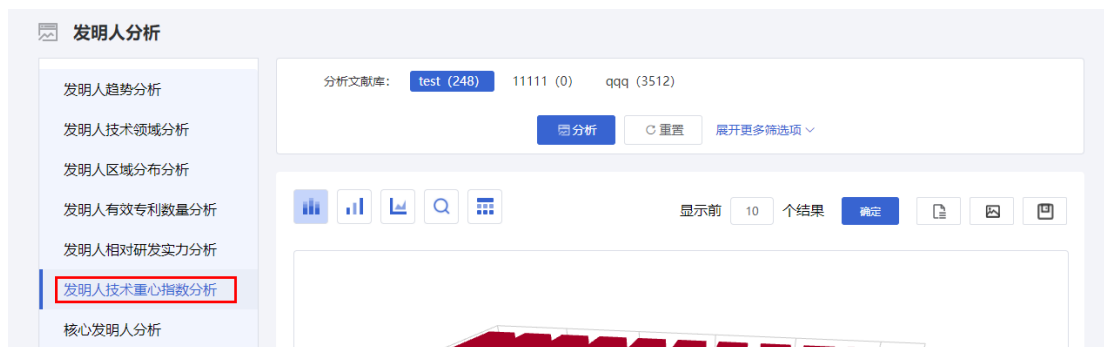 发明人分析
发明人趋势分析
发明人技术领域分析
发明人区域分布分析
发明人有效专利数量分析
发明人相对研发实力分析
发明人技术重心指数分析
核心发明人分析
分析文献库: test (248) 11111 (0) qqq (3512)
分析 重置 展开更多筛选项
显示前 10 个结果 确定